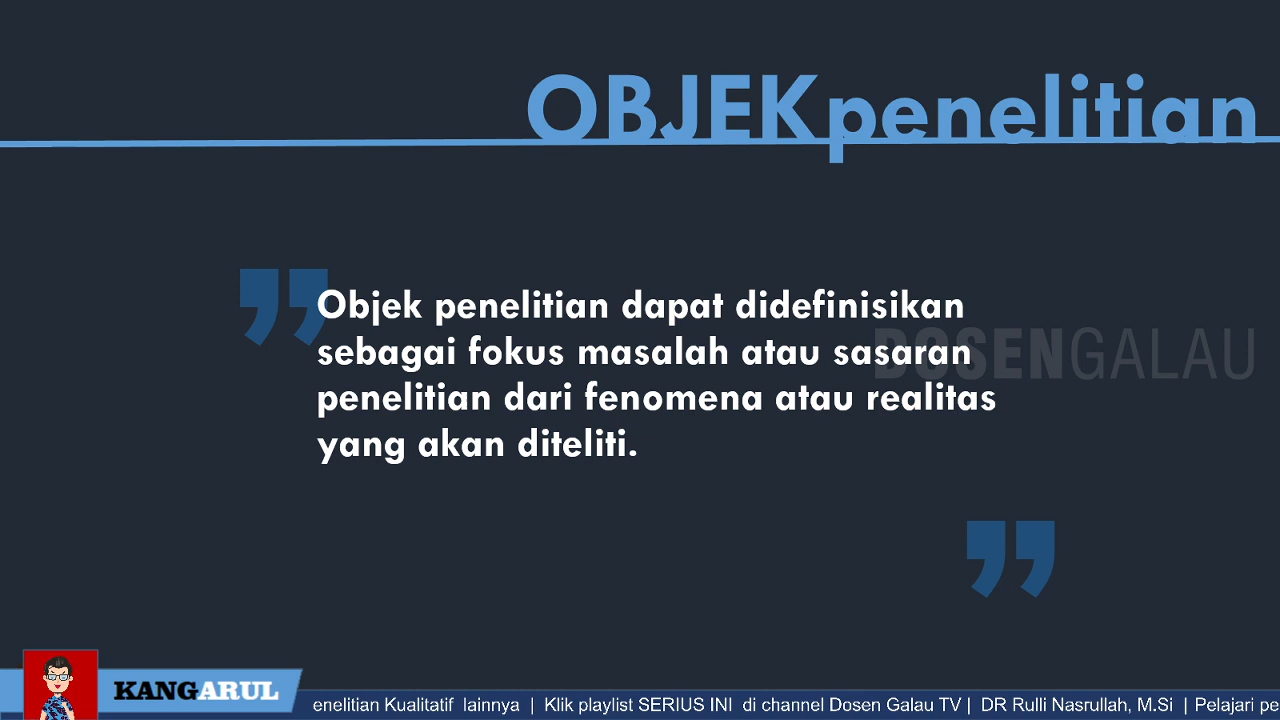 OBJEKpenelitian
Objek penelitian dapat didefinisikan
sebagai fokus masalah atau sasaran
penelitian dari fenomena atau realitas
yang akan diteliti.
DOSENGALAU
KANGARUL
enelitian Kualitatif lainnya | Klik playlist SERIUS INI di channel Dosen Galau TV | DR Rulli Nasrullah, M.Si | Pelajari pe